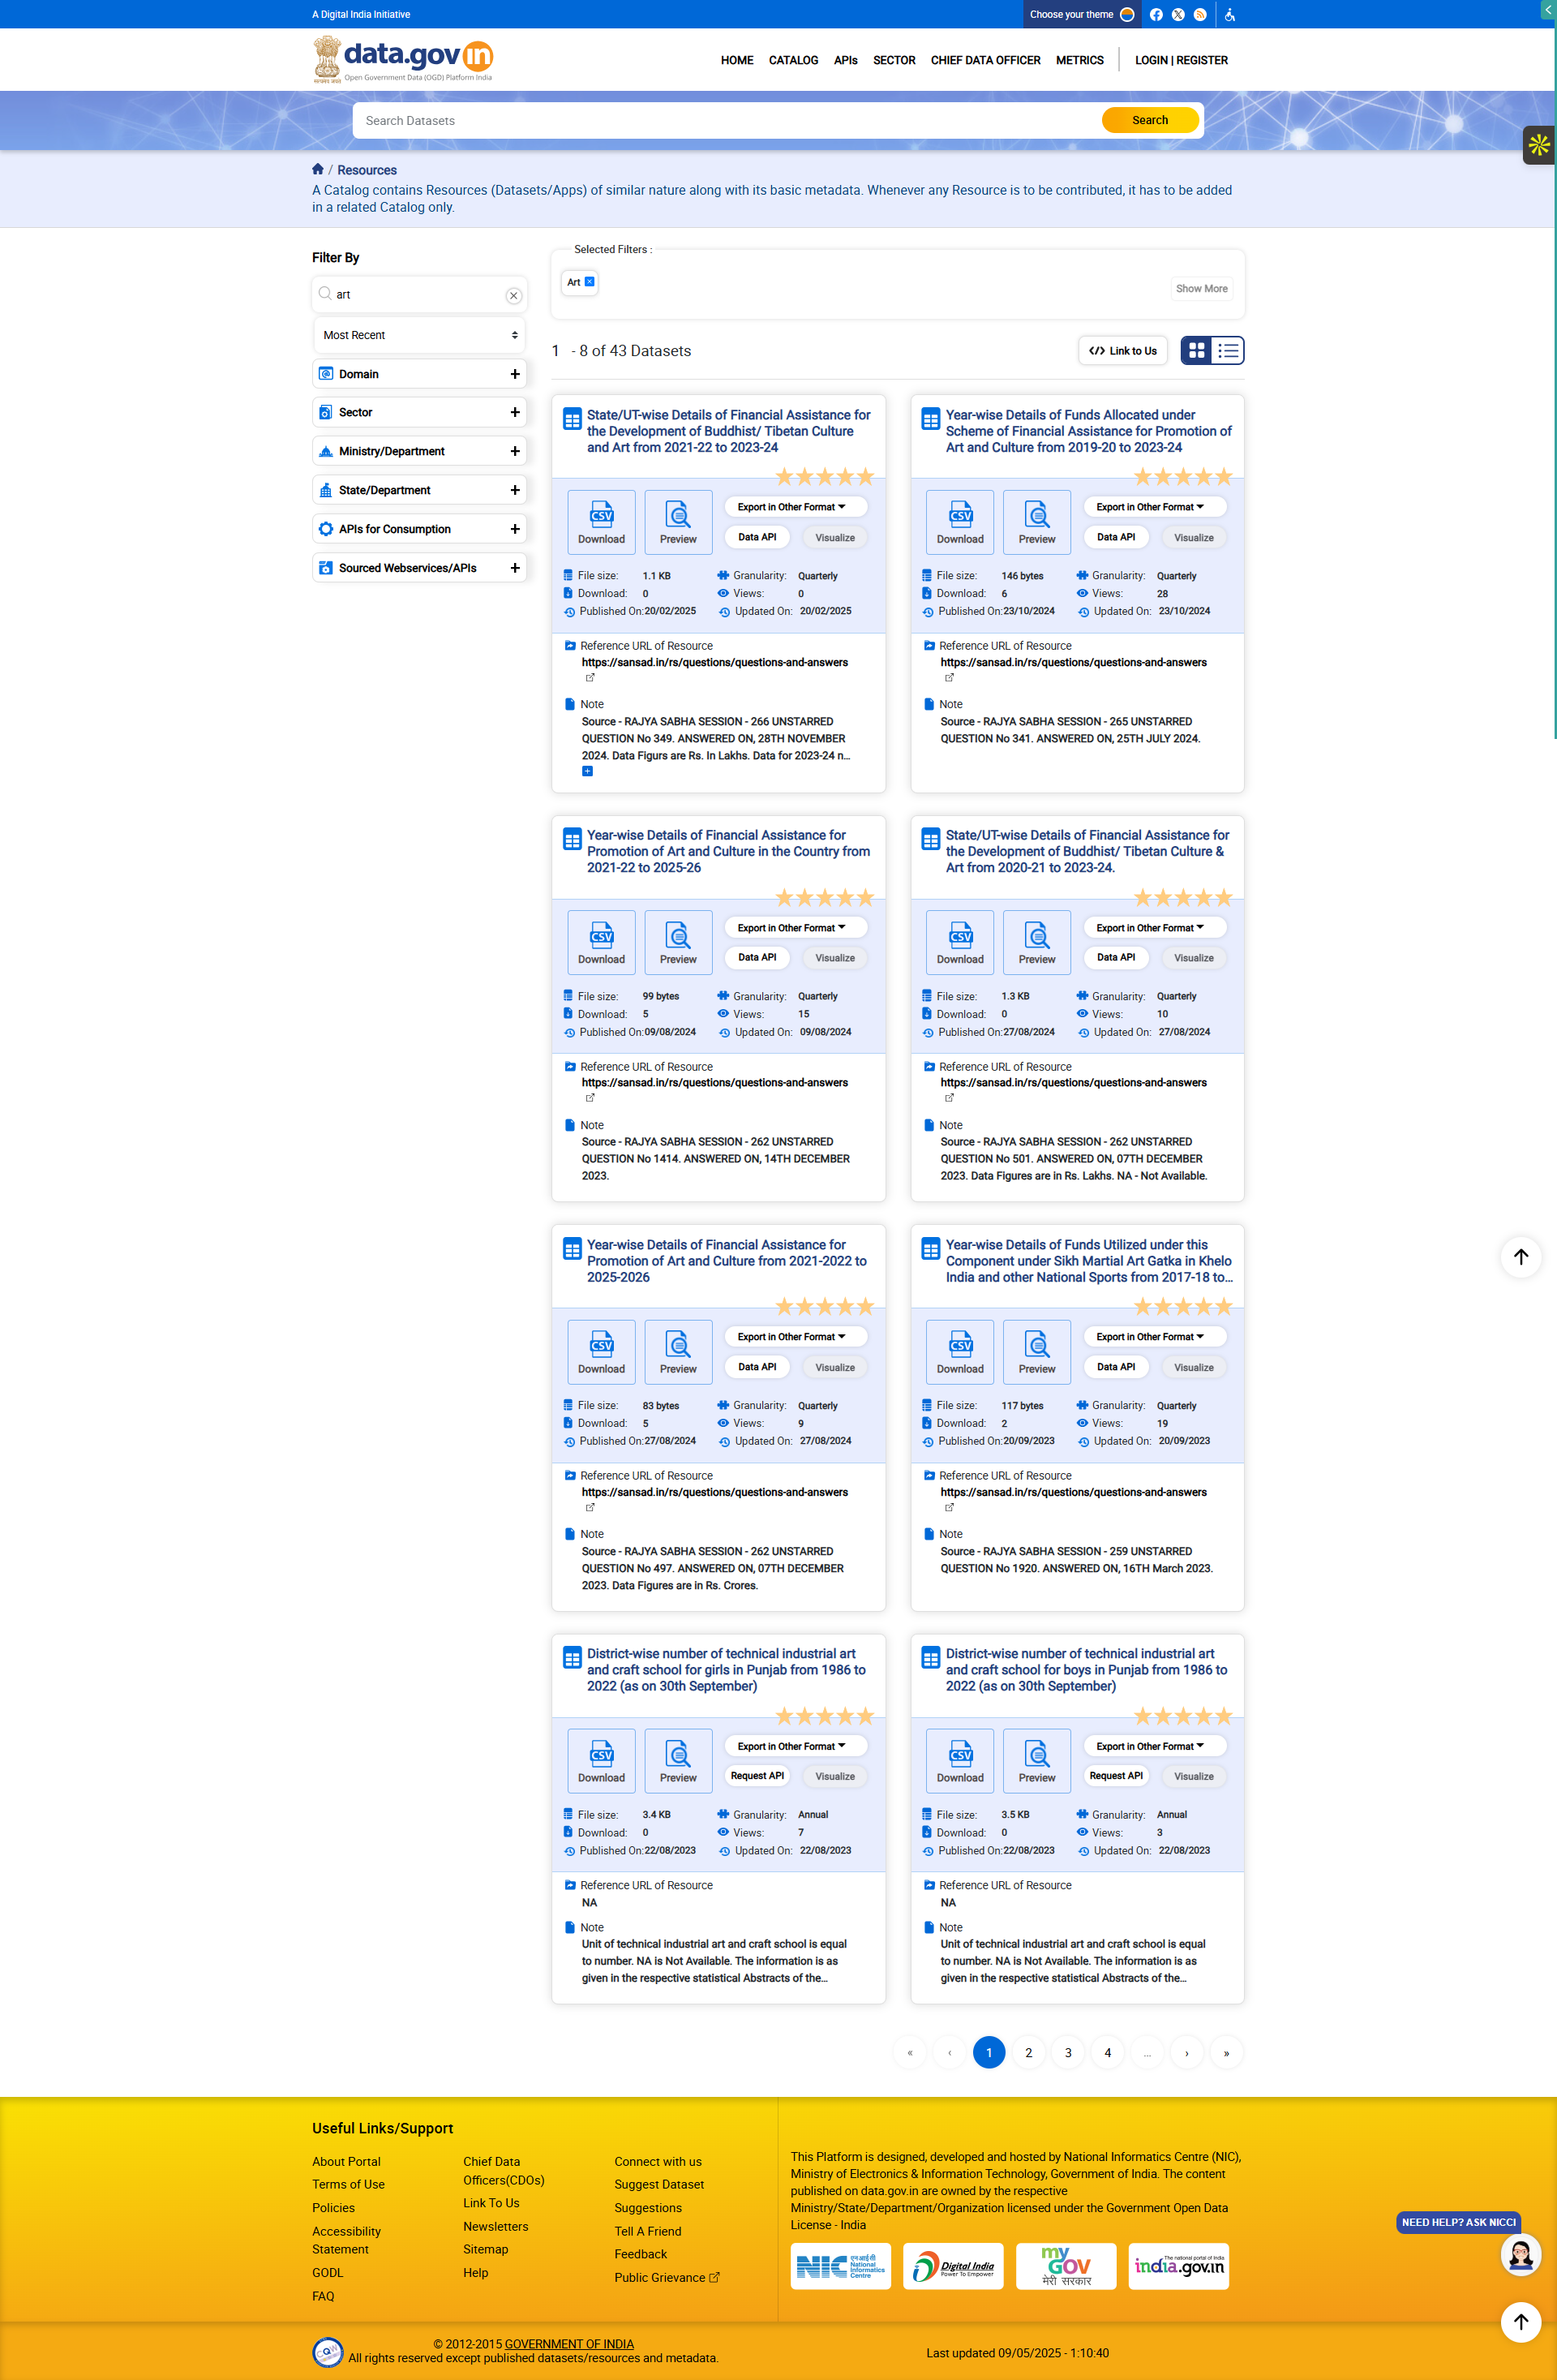 A Digital India Initiative
Choose your theme
data.gov in
Open Government Data (OGD) Platform India
HOME CATALOG APIs SECTOR CHIEF DATA OFFICER METRICS LOGIN | REGISTER
Search Datasets
Search
/ Resources
A Catalog contains Resources (Datasets/Apps) of similar nature along with its basic metadata. Whenever any Resource is to be contributed, it has to be added
in a related Catalog only.
Filter By
art
Most Recent
Domain +
Sector +
Ministry/Department +
State/Department +
APIs for Consumption +
Sourced Webservices/APIs +
Selected Filters :
Art
Show More
1 - 8 of 43 Datasets
Link to Us
State/UT-wise Details of Financial Assistance for
the Development of Buddhist/ Tibetan Culture
and Art from 2021-22 to 2023-24
Export in Other Format
Download Preview Data API Visualize
File size: 1.1 KB Granularity: Quarterly
Download: 0 Views: 0
Published On: 20/02/2025 Updated On: 20/02/2025
Reference URL of Resource
https://sansad.in/rs/questions/questions-and-answers
Note
Source - RAJYA SABHA SESSION - 266 UNSTARRED
QUESTION No 349. ANSWERED ON, 28TH NOVEMBER
2024. Data Figurs are Rs. In Lakhs. Data for 2023-24 n...
Year-wise Details of Funds Allocated under
Scheme of Financial Assistance for Promotion of
Art and Culture from 2019-20 to 2023-24
Export in Other Format
Download Preview Data API Visualize
File size: 146 bytes Granularity: Quarterly
Download: 6 Views: 28
Published On: 23/10/2024 Updated On: 23/10/2024
Reference URL of Resource
https://sansad.in/rs/questions/questions-and-answers
Note
Source - RAJYA SABHA SESSION - 265 UNSTARRED
QUESTION No 341. ANSWERED ON, 25TH JULY 2024.
Year-wise Details of Financial Assistance for
Promotion of Art and Culture in the Country from
2021-22 to 2025-26
Export in Other Format
Download Preview Data API Visualize
File size: 99 bytes Granularity: Quarterly
Download: 5 Views: 15
Published On: 09/08/2024 Updated On: 09/08/2024
Reference URL of Resource
https://sansad.in/rs/questions/questions-and-answers
Note
Source - RAJYA SABHA SESSION - 262 UNSTARRED
QUESTION No 1414. ANSWERED ON, 14TH DECEMBER
2023.
State/UT-wise Details of Financial Assistance for
the Development of Buddhist/ Tibetan Culture &
Art from 2020-21 to 2023-24.
Export in Other Format
Download Preview Data API Visualize
File size: 1.3 KB Granularity: Quarterly
Download: 0 Views: 10
Published On: 27/08/2024 Updated On: 27/08/2024
Reference URL of Resource
https://sansad.in/rs/questions/questions-and-answers
Note
Source - RAJYA SABHA SESSION - 262 UNSTARRED
QUESTION No 501. ANSWERED ON, 07TH DECEMBER
2023. Data Figures are in Rs. Lakhs. NA - Not Available.
Year-wise Details of Financial Assistance for
Promotion of Art and Culture from 2021-2022 to
2025-2026
Export in Other Format
Download Preview Data API Visualize
File size: 83 bytes Granularity: Quarterly
Download: 5 Views: 9
Published On: 27/08/2024 Updated On: 27/08/2024
Reference URL of Resource
https://sansad.in/rs/questions/questions-and-answers
Note
Source - RAJYA SABHA SESSION - 262 UNSTARRED
QUESTION No 497. ANSWERED ON, 07TH DECEMBER
2023. Data Figures are in Rs. Crores.
Year-wise Details of Funds Utilized under this
Component under Sikh Martial Art Gatka in Khelo
India and other National Sports from 2017-18 to...
Export in Other Format
Download Preview Data API Visualize
File size: 117 bytes Granularity: Quarterly
Download: 2 Views: 19
Published On: 20/09/2023 Updated On: 20/09/2023
Reference URL of Resource
https://sansad.in/rs/questions/questions-and-answers
Note
Source - RAJYA SABHA SESSION - 259 UNSTARRED
QUESTION No 1920. ANSWERED ON, 16TH March 2023.
District-wise number of technical industrial art
and craft school for girls in Punjab from 1986 to
2022 (as on 30th September)
Export in Other Format
Download Preview Request API Visualize
File size: 3.4 KB Granularity: Annual
Download: 0 Views: 7
Published On: 22/08/2023 Updated On: 22/08/2023
Reference URL of Resource
NA
Note
Unit of technical industrial art and craft school is equal
to number. NA is Not Available. The information is as
given in the respective statistical Abstracts of the...
District-wise number of technical industrial art
and craft school for boys in Punjab from 1986 to
2022 (as on 30th September)
Export in Other Format
Download Preview Request API Visualize
File size: 3.5 KB Granularity: Annual
Download: 0 Views: 3
Published On: 22/08/2023 Updated On: 22/08/2023
Reference URL of Resource
NA
Note
Unit of technical industrial art and craft school is equal
to number. NA is Not Available. The information is as
given in the respective statistical Abstracts of the...
« ‹ 1 2 3 4 ... › »
Useful Links/Support
About Portal
Terms of Use
Policies
Accessibility
Statement
GODL
FAQ
Chief Data
Officers(CDOs)
Link To Us
Newsletters
Sitemap
Help
Connect with us
Suggest Dataset
Suggestions
Tell A Friend
Feedback
Public Grievance
This Platform is designed, developed and hosted by National Informatics Centre (NIC),
Ministry of Electronics & Information Technology, Government of India. The content
published on data.gov.in are owned by the respective
Ministry/State/Department/Organization licensed under the Government Open Data
License - India
NIC एन आई सी National Informatics Centre
Digital India Power To Empower
my GOV मेरी सरकार
The national portal of India india.gov.in
NEED HELP? ASK NICCI
CQW
© 2012-2015 GOVERNMENT OF INDIA
All rights reserved except published datasets/resources and metadata.
Last updated 09/05/2025 - 1:10:40